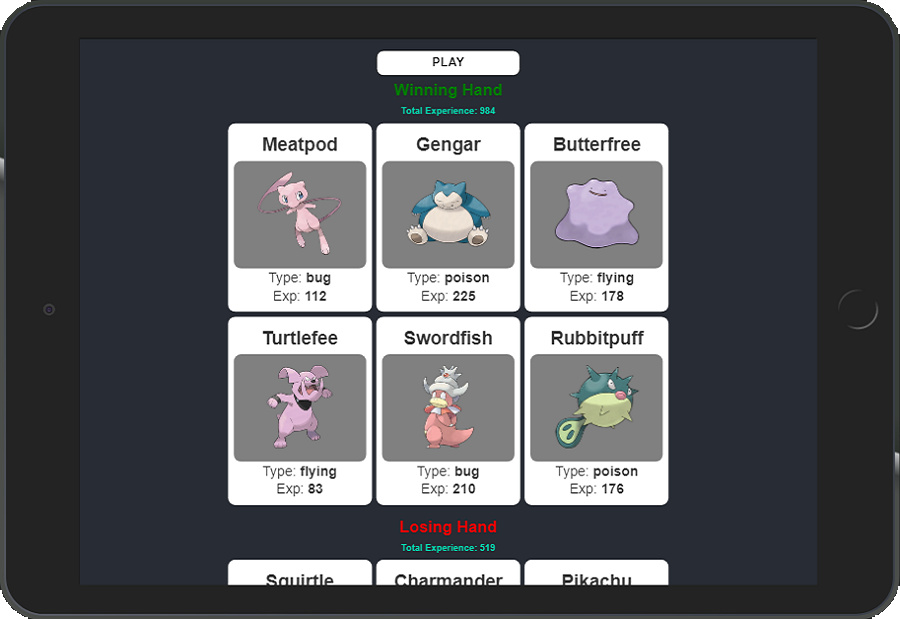 PLAY
Winning Hand
Total Experience: 984
Meatpod Gengar Butterfree
Type: bug Type: poison Type: flying
Exp: 112 Exp: 225 Exp: 178
Turtlefee Swordfish Rubbitpuff
Type: flying Type: bug Type: poison
Exp: 83 Exp: 210 Exp: 176
Losing Hand
Total Experience: 519
Squirtle Charmander Pikachu